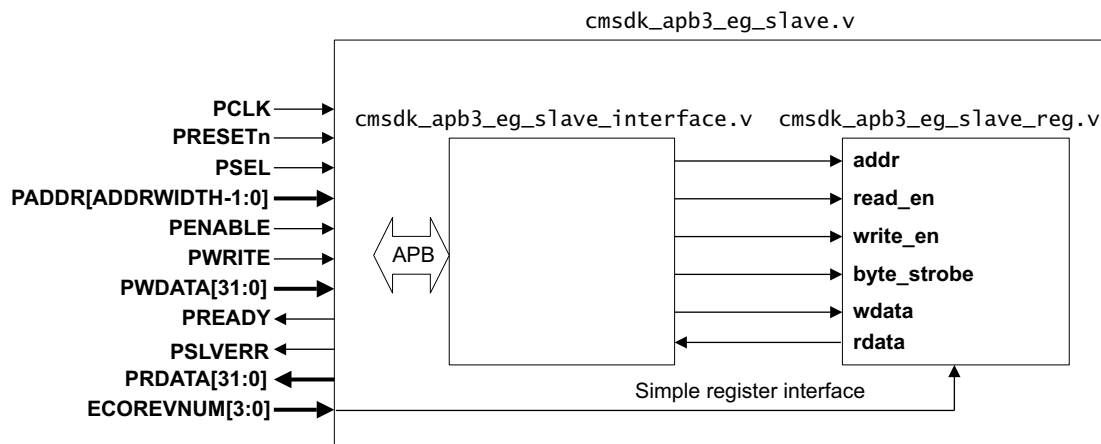 cmsdk_apb3_eg_slave.v
PCLK
PRESETn
PSEL
PADDR[ADDRWIDTH-1:0]
PENABLE
PWRITE
PWDATA[31:0]
PREADY
PSLVERR
PRDATA[31:0]
ECOREVNUM[3:0]
cmsdk_apb3_eg_slave_interface.v
APB
cmsdk_apb3_eg_slave_reg.v
addr
read_en
write_en
byte_strobe
wdata
rdata
Simple register interface